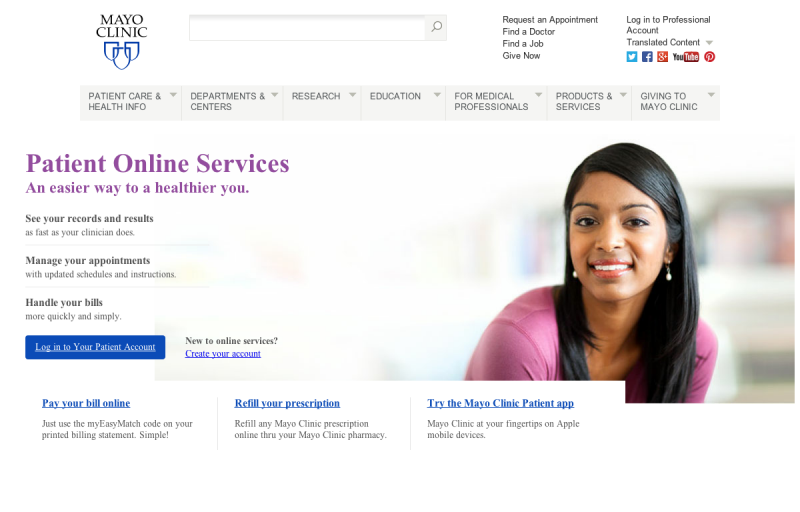 MAYO
CLINIC
Request an Appointment
Find a Doctor
Find a Job
Give Now
Log in to Professional
Account
Translated Content
You Tube
PATIENT CARE &
HEALTH INFO
DEPARTMENTS &
CENTERS
RESEARCH
EDUCATION
FOR MEDICAL
PROFESSIONALS
PRODUCTS &
SERVICES
GIVING TO
MAYO CLINIC
Patient Online Services
An easier way to a healthier you.
See your records and results
as fast as your clinician does.
Manage your appointments
with updated schedules and instructions.
Handle your bills
more quickly and simply.
Log in to Your Patient Account
New to online services?
Create your account
Pay your bill online
Just use the myEasyMatch code on your
printed billing statement. Simple!
Refill your prescription
Refill any Mayo Clinic prescription
online thru your Mayo Clinic pharmacy.
Try the Mayo Clinic Patient app
Mayo Clinic at your fingertips on Apple
mobile devices.